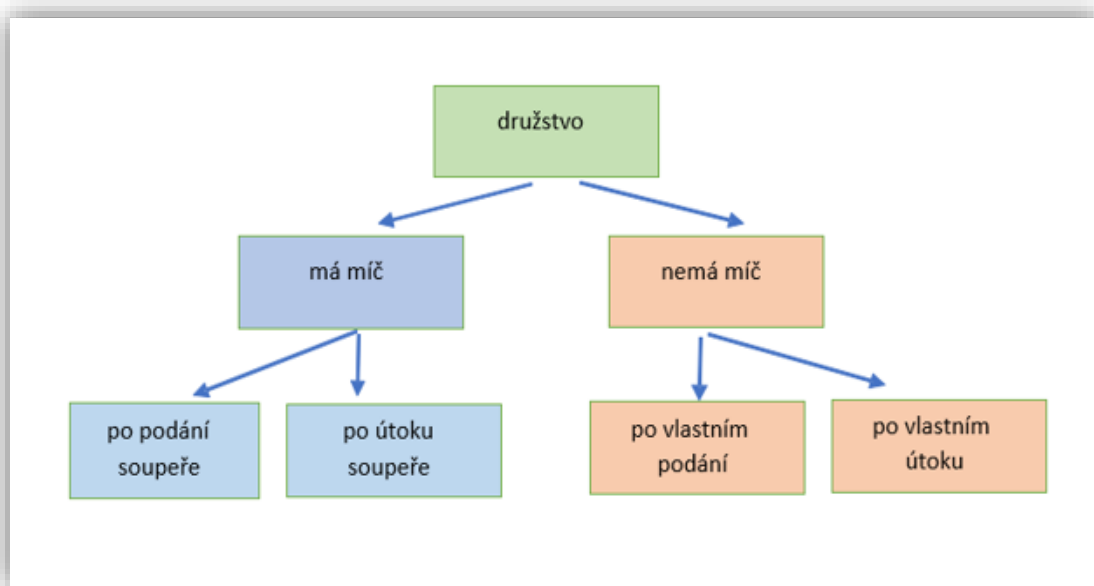 družstvo
má míč
nemá míč
po podání
soupeře
po útoku
soupeře
po vlastním
podání
po vlastním
útoku